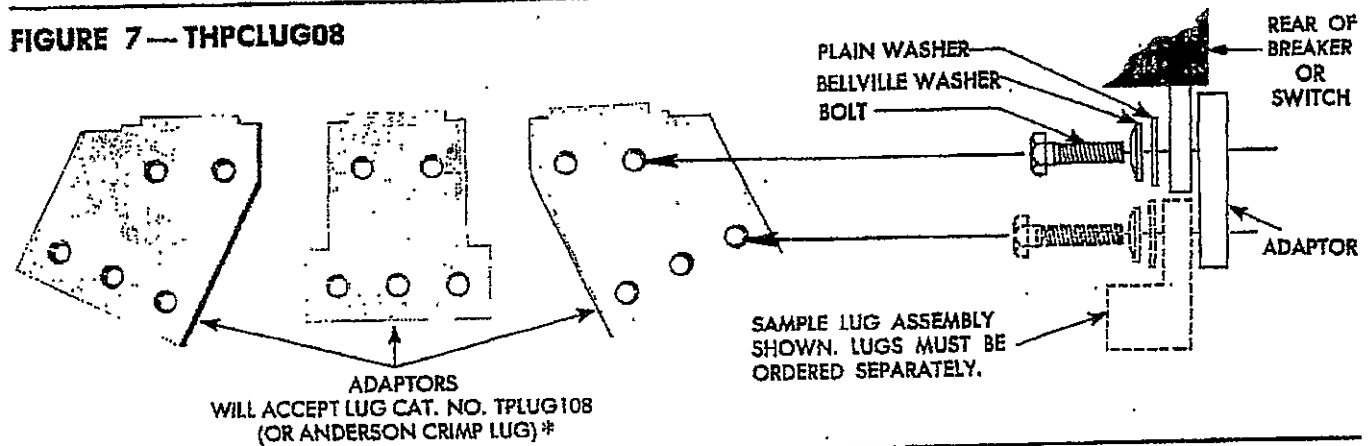 FIGURE 7—THPCLUG08
PLAIN WASHER
BELLVILLE WASHER
BOLT
REAR OF
BREAKER
OR
SWITCH
ADAPTOR
SAMPLE LUG ASSEMBLY
SHOWN. LUGS MUST BE
ORDERED SEPARATELY.
ADAPTORS
WILL ACCEPT LUG CAT. NO. TPLUG108
(OR ANDERSON CRIMP LUG)*